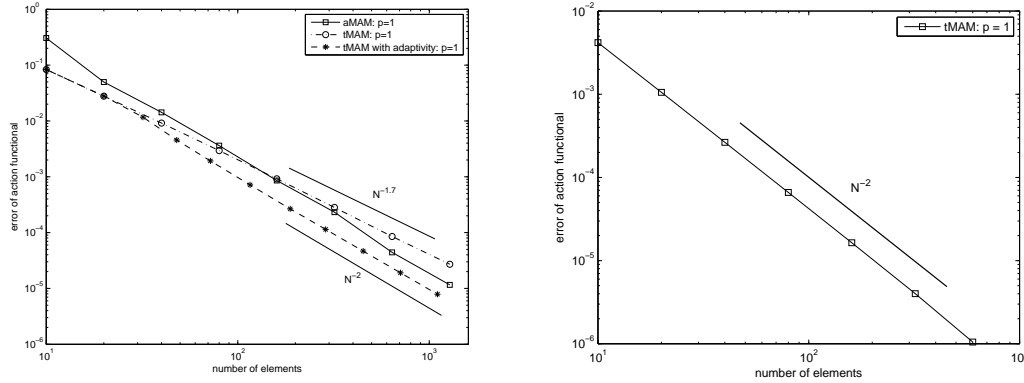 10^0
10^-1
10^-2
10^-3
10^-4
10^-5
10^-6
error of action functional
aMAM: p=1
tMAM: p=1
tMAM with adaptivity: p=1
N^-1.7
N^-2
10^1
10^2
10^3
number of elements
10^-2
10^-3
10^-4
10^-5
10^-6
error of action functional
tMAM: p = 1
N^-2
10^1
10^2
10
number of elements